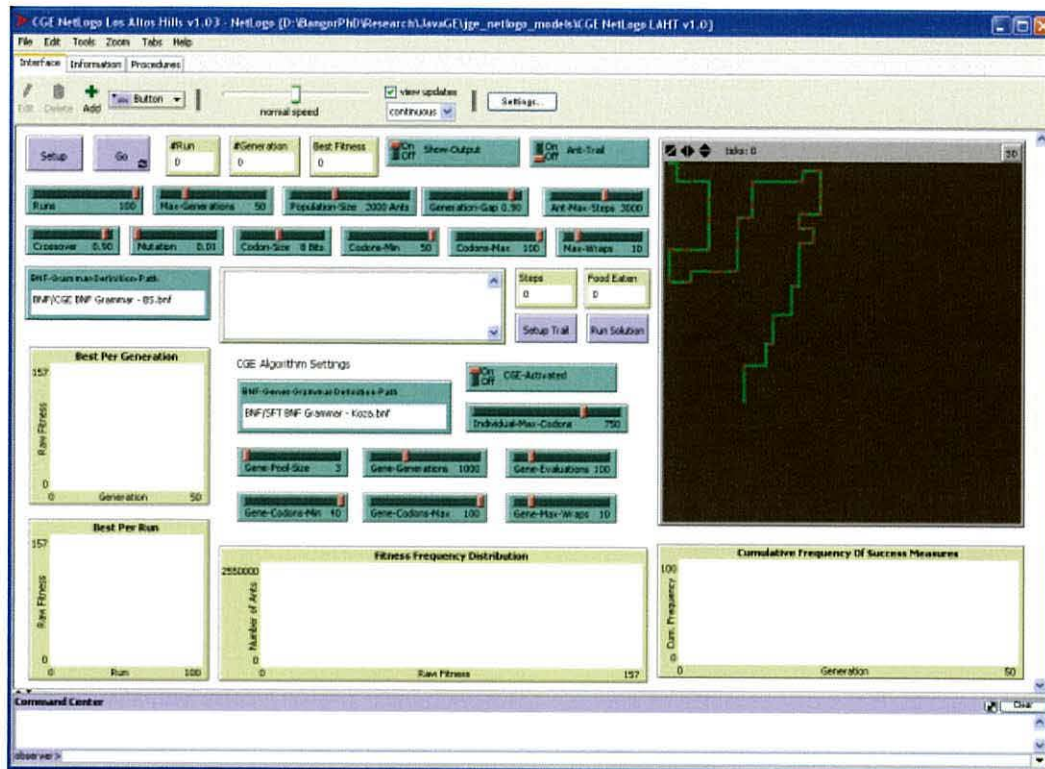 CGE NetLogo Los Altos Hills v1.03 - NetLogo {D:\BangorPhD\Research\JavaGE\jge_netlogo_models\CGE NetLogo LAHT v1.0}
File Edit Tools Zoom Tabs Help
Interface Information Procedures
Edit Delete Add Button normal speed view updates continuous Settings...
Setup Go #Run 0 #Generation 0 Best Fitness 0 On Off Show-Output On Off Ant-Trail ticks: 0 3D
Runs 100 Max-Generations 50 Population-Size 2000 Ants Generation-Gap 0.90 Ant-Max-Steps 3000
Crossover 0.90 Mutation 0.01 Codon-Size 8 Bits Codons-Min 50 Codons-Max 100 Max-Wraps 10
BNF-Grammar-Definition-Path
BNF/CGE BNF Grammar - BS.bnf
Steps 0 Food Eaten 0
Setup Trail Run Solution
Best Per Generation
157
Raw Fitness
0
0 Generation 50
CGE Algorithm Settings
On Off CGE-Activated
BNF-Genes-Grammar-Definition-Path
BNF/SFT BNF Grammar - Koza.bnf
Individual-Max-Codons 750
Gene-Pool-Size 3 Gene-Generations 1000 Gene-Evaluations 100
Gene-Codons-Min 40 Gene-Codons-Max 100 Gene-Max-Wraps 10
Best Per Run
157
Raw Fitness
0
0 Run 100
Fitness Frequency Distribution
2550000
Number of Ants
0
0 Raw Fitness 157
Cumulative Frequency Of Success Measures
100
Cum. Frequency
0
0 Generation 50
Command Center Clear
observer>